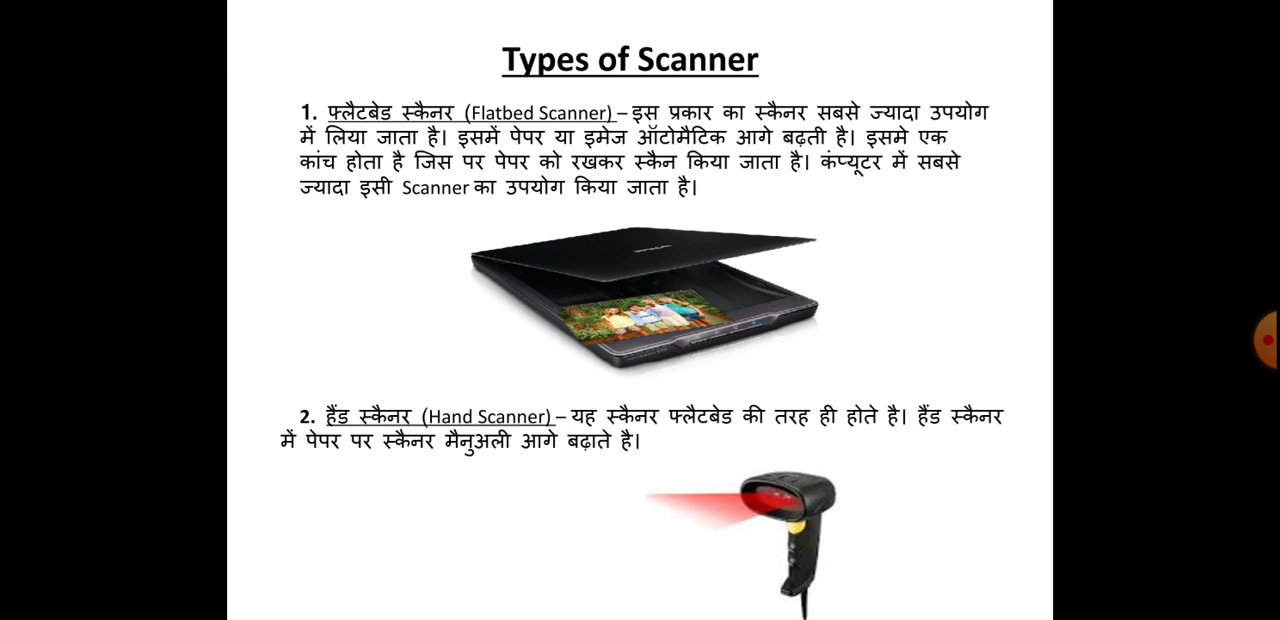 Types of Scanner
1. फ्लैटबेड स्कैनर (Flatbed Scanner) – इस प्रकार का स्कैनर सबसे ज्यादा उपयोग
में लिया जाता है। इसमें पेपर या इमेज ऑटोमैटिक आगे बढ़ती है। इसमे एक
कांच होता है जिस पर पेपर को रखकर स्कैन किया जाता है। कंप्यूटर में सबसे
ज्यादा इसी Scanner का उपयोग किया जाता है।
2. हैंड स्कैनर (Hand Scanner) – यह स्कैनर फ्लैटबेड की तरह ही होते है। हैंड स्कैनर
में पेपर पर स्कैनर मैनुअली आगे बढ़ाते है।